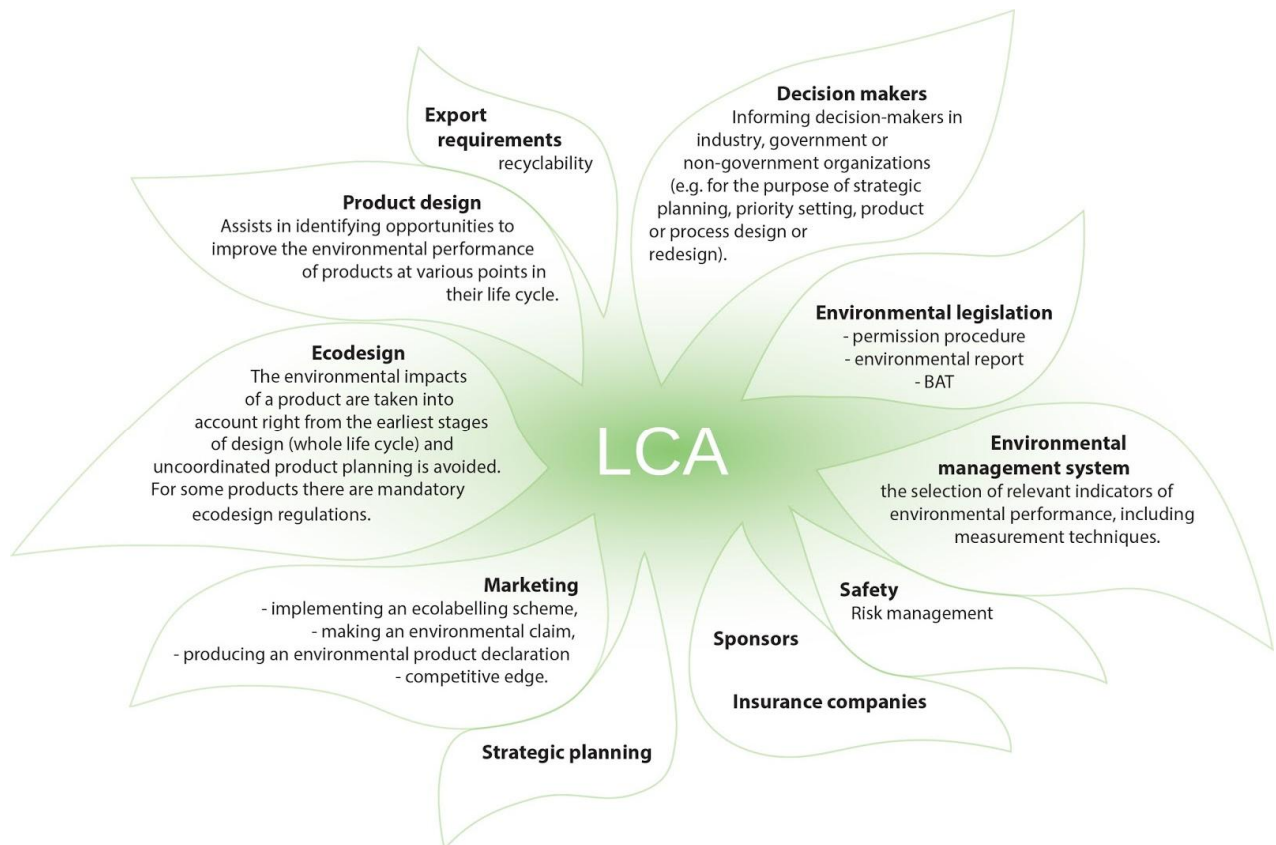 Export
requirements
recyclability
Decision makers
Informing decision-makers in
industry, government or
non-government organizations
(e.g. for the purpose of strategic
planning, priority setting, product
or process design or
redesign).
Product design
Assists in identifying opportunities to
improve the environmental performance
of products at various points in
their life cycle.
Environmental legislation
- permission procedure
- environmental report
- BAT
Ecodesign
The environmental impacts
of a product are taken into
account right from the earliest stages
of design (whole life cycle) and
uncoordinated product planning is avoided.
For some products there are mandatory
ecodesign regulations.
LCA
Environmental
management system
the selection of relevant indicators of
environmental performance, including
measurement techniques.
Marketing
- implementing an ecolabelling scheme,
- making an environmental claim,
- producing an environmental product declaration
- competitive edge.
Safety
Risk management
Sponsors
Insurance companies
Strategic planning